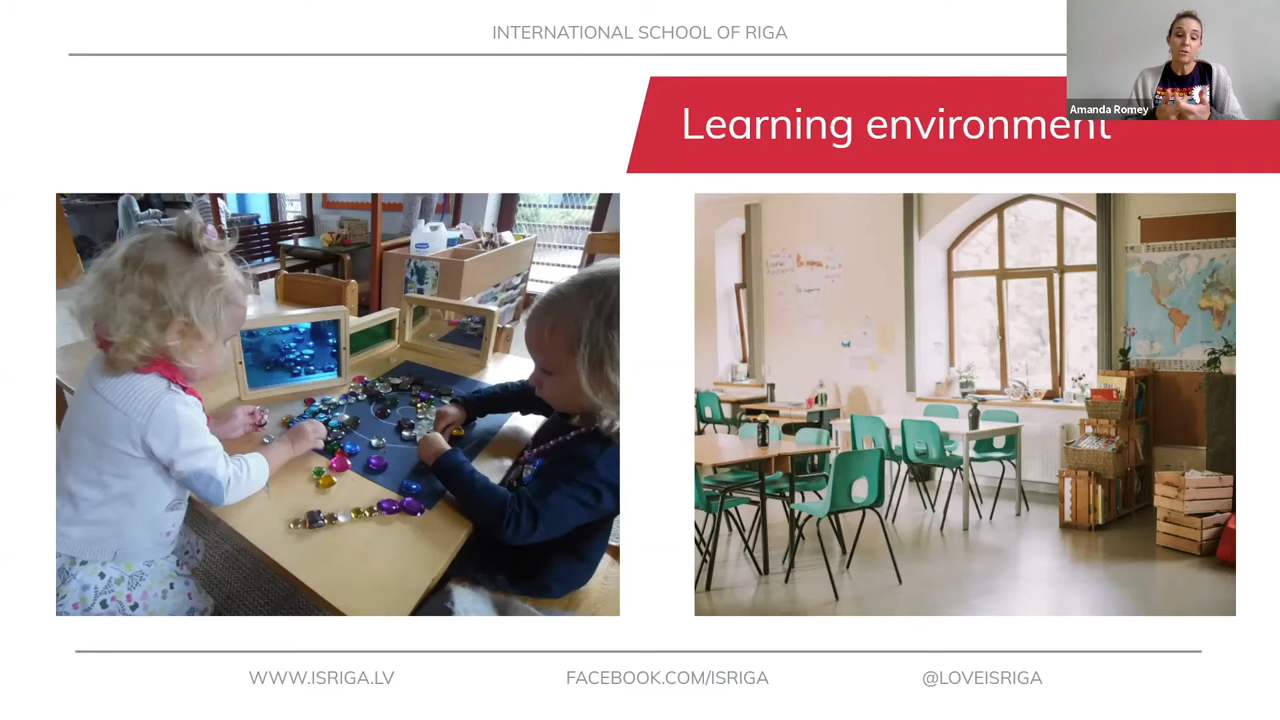 INTERNATIONAL SCHOOL OF RIGA
Amanda Romey
Learning environment
WWW.ISRIGA.LV
FACEBOOK.COM/ISRIGA
@LOVEISRIGA